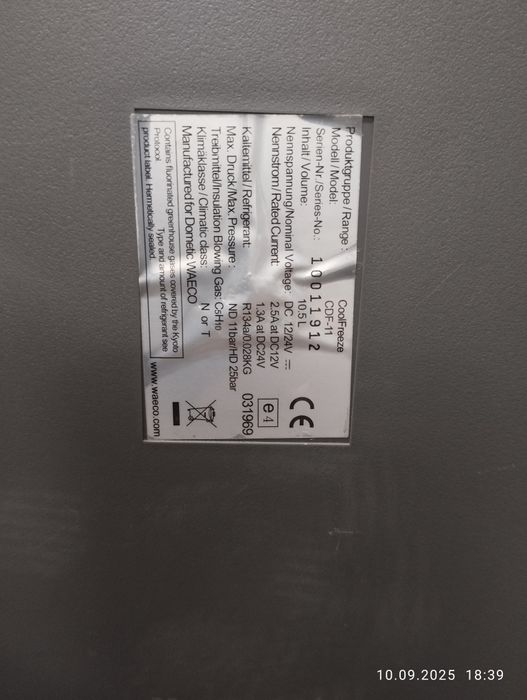 Produktgruppe / Range : CoolFreeze
Modell / Model: CDF-11
Serien-Nr./Series-No.: 10011912
Inhalt / Volume: 10.5 L
Nennspannung/Nominal Voltage: DC 12/24V
Nennstrom/Rated Current: 2.5A at DC12V
1.3A at DC24V
Kaltemittel / Refrigerant: R134a/0.028KG
Max. Druck/Max. Pressure : ND 11bar/HD 25bar
Treibmittel/Insulation Blowing Gas: C5H10
Klimaklasse / Climatic class: N or T
Manufactured for Dometic WAECO
CE
e4
031969
Contains fluorinated greenhouse gases covered by the Kyoto
Protocol Type and amount of refrigerant see
product label. Hermetically sealed.
www.waeco.com
10.09.2025 18:39